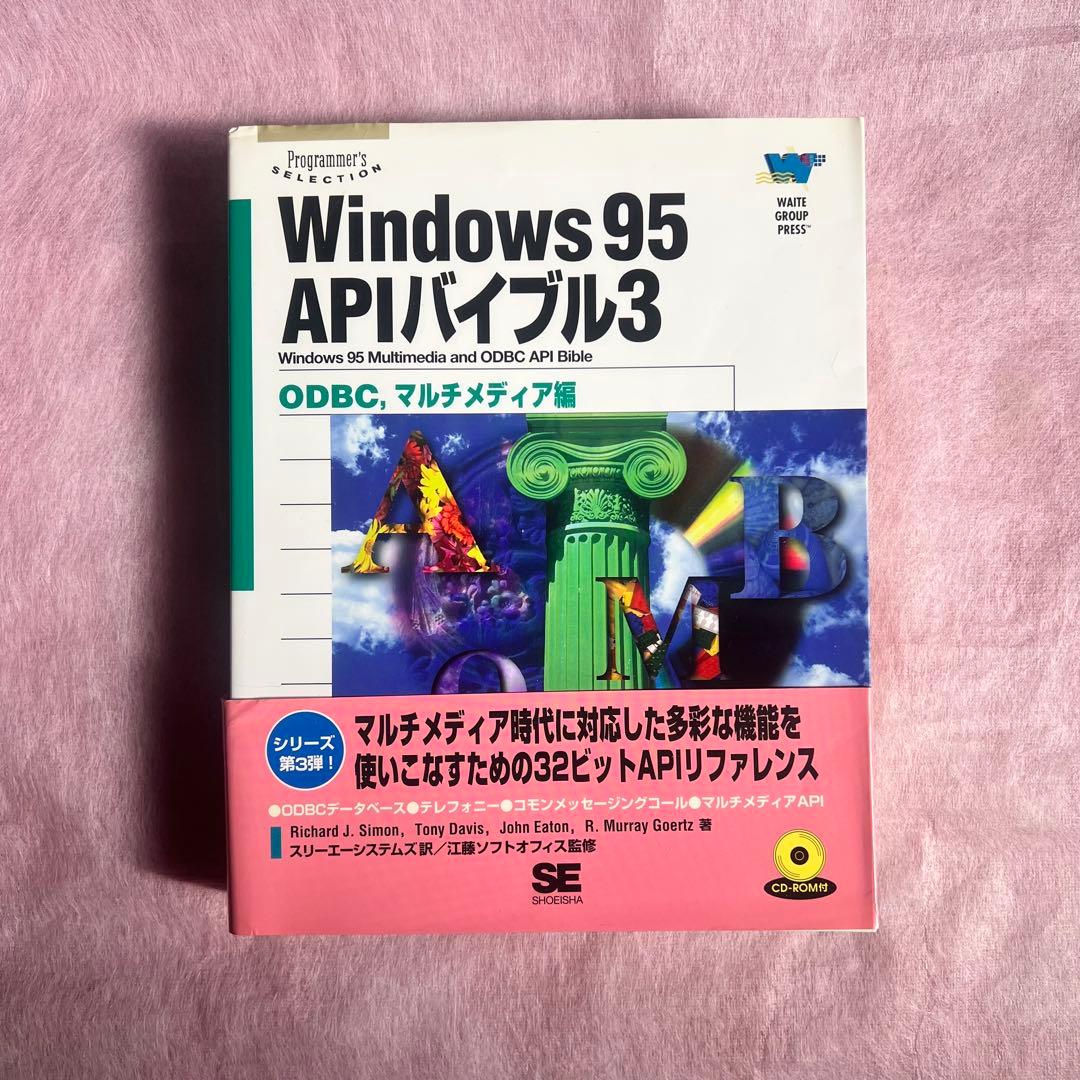 Programmer's
SELECTION
WAITE
GROUP
PRESS™
Windows 95
APIバイブル3
Windows 95 Multimedia and ODBC API Bible
ODBC, マルチメディア編
A
B
M
O
シリーズ
第3弾!
マルチメディア時代に対応した多彩な機能を
使いこなすための32ビットAPIリファレンス
●ODBCデータベース●テレフォニー●コモンメッセージングコール●マルチメディアAPI
Richard J. Simon, Tony Davis, John Eaton, R. Murray Goertz 著
スリーエーシステムズ訳/江藤ソフトオフィス監修
SE
SHOEISHA
CD-ROM付